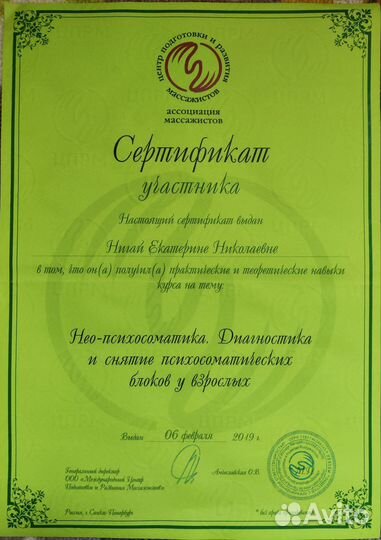 центр подготовки и развития
массажистов
ассоциация
массажистов
Сертификат
участника
Настоящий сертификат выдан
Нигай Екатерине Николаевне
в том, что он(а) получил(а) практические и теоретические навыки
курса на тему:
Нео-психосоматика. Диагностика
и снятие психосоматических
блоков у взрослых
Выдан 06 февраля 2019 г.
Генеральный директор
ООО «Международный Центр
Подготовки и Развития Массажистов»
О.В.
Россия, г. Санкт-Петербург
Avito